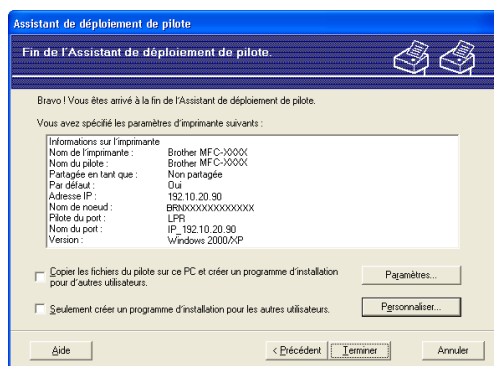 Assistant de déploiement de pilote
Fin de l'Assistant de déploiement de pilote.
Bravo ! Vous êtes arrivé à la fin de l'Assistant de déploiement de pilote.
Vous avez spécifié les paramètres d'imprimante suivants :
Informations sur l'imprimante
Nom de l'imprimante : Brother MFC-XXXX
Nom du pilote : Brother MFC-XXXX
Partagée en tant que : Non partagée
Par défaut : Oui
Adresse IP : 192.10.20.90
Nom de noeud : BRNXXXXXXXXXXXX
Pilote du port : LPR
Nom du port : IP_192.10.20.90
Version : Windows 2000/XP
Copier les fichiers du pilote sur ce PC et créer un programme d'installation
pour d'autres utilisateurs.
Paramètres...
Seulement créer un programme d'installation pour les autres utilisateurs.
Personnaliser...
Aide
< Précédent
Terminer
Annuler